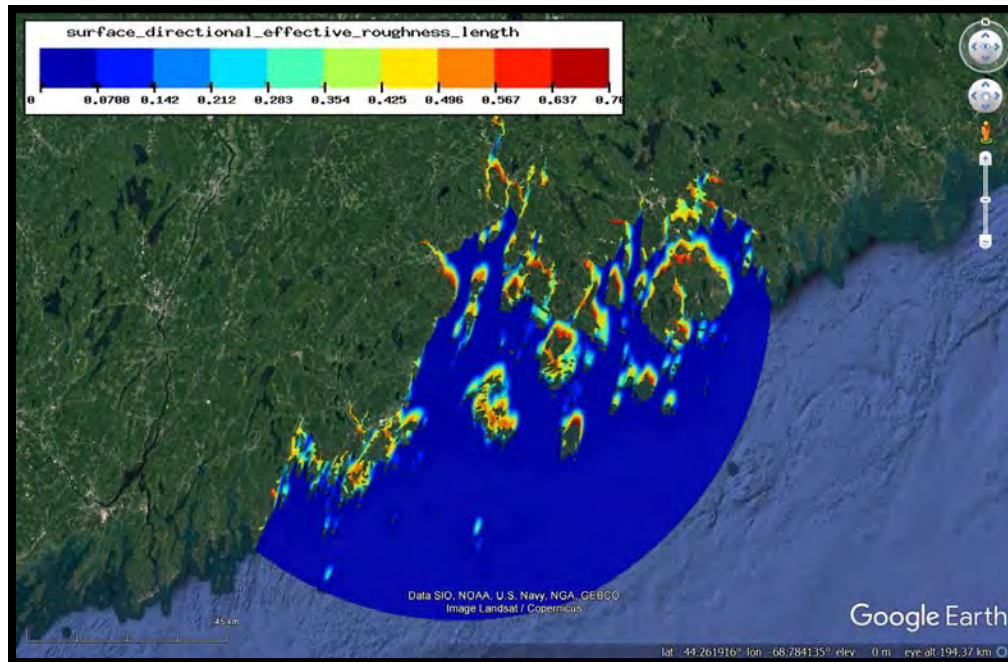 surface_directional_effective_roughness_length
0 0.0708 0.142 0.212 0.283 0.354 0.425 0.496 0.567 0.637
Data SIO, NOAA, U.S. Navy, NGA, GEBCO
Image Landsat / Copernicus
45 km
Google Earth
lat 44.261916° lon -68.784135° elev 0 m eye alt 194.37 km